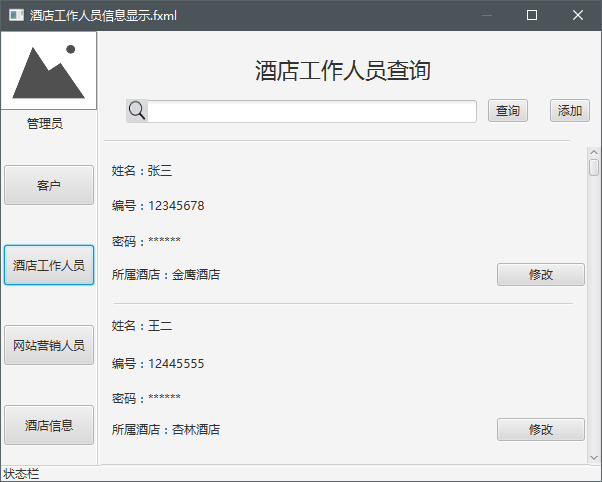 酒店工作人员信息显示.fxml
酒店工作人员查询
查询
添加
管理员
客户
酒店工作人员
网站营销人员
酒店信息
姓名：张三
编号：12345678
密码：******
所属酒店：金鹰酒店
修改
姓名：王二
编号：12445555
密码：******
所属酒店：杏林酒店
修改
状态栏